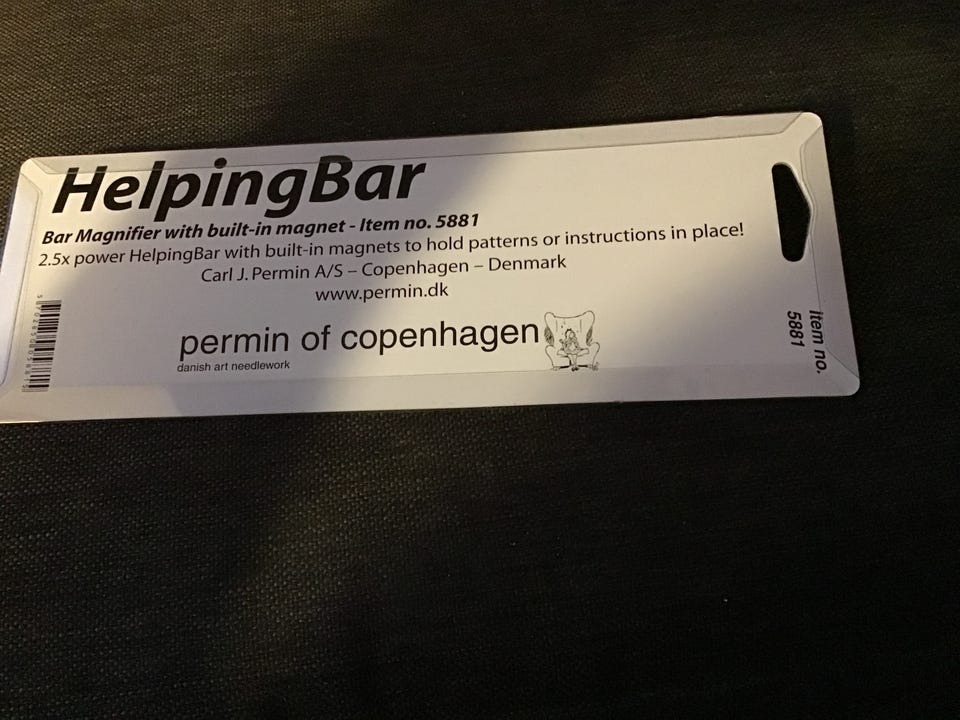 HelpingBar
Bar Magnifier with built-in magnet - Item no. 5881
2.5x power HelpingBar with built-in magnets to hold patterns or instructions in place!
Carl J. Permin A/S – Copenhagen – Denmark
www.permin.dk
permin of copenhagen
danish art needlework
item no.
5881